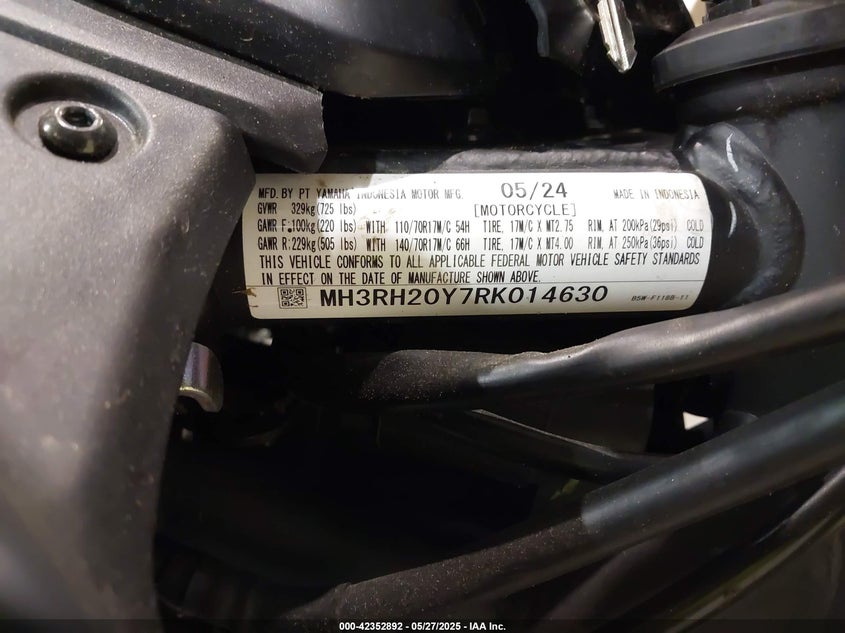 MFD. BY PT YAMAHA INDONESIA MOTOR MFG. 05/24 MADE IN INDONESIA
GVWR 329kg(725 lbs) [MOTORCYCLE]
GAWR F:100kg(220 lbs) WITH 110/70R17M/C 54H TIRE, 17M/C X MT2.75 RIM, AT 200kPa(29psi) COLD
GAWR R:229kg(505 lbs) WITH 140/70R17M/C 66H TIRE, 17M/C X MT4.00 RIM, AT 250kPa(36psi) COLD
THIS VEHICLE CONFORMS TO ALL APPLICABLE FEDERAL MOTOR VEHICLE SAFETY STANDARDS
IN EFFECT ON THE DATE OF MANUFACTURE SHOWN ABOVE.
MH3RH20Y7RK014630 B5W-F118B-11
000-42352892 - 05/27/2025 - IAA Inc.